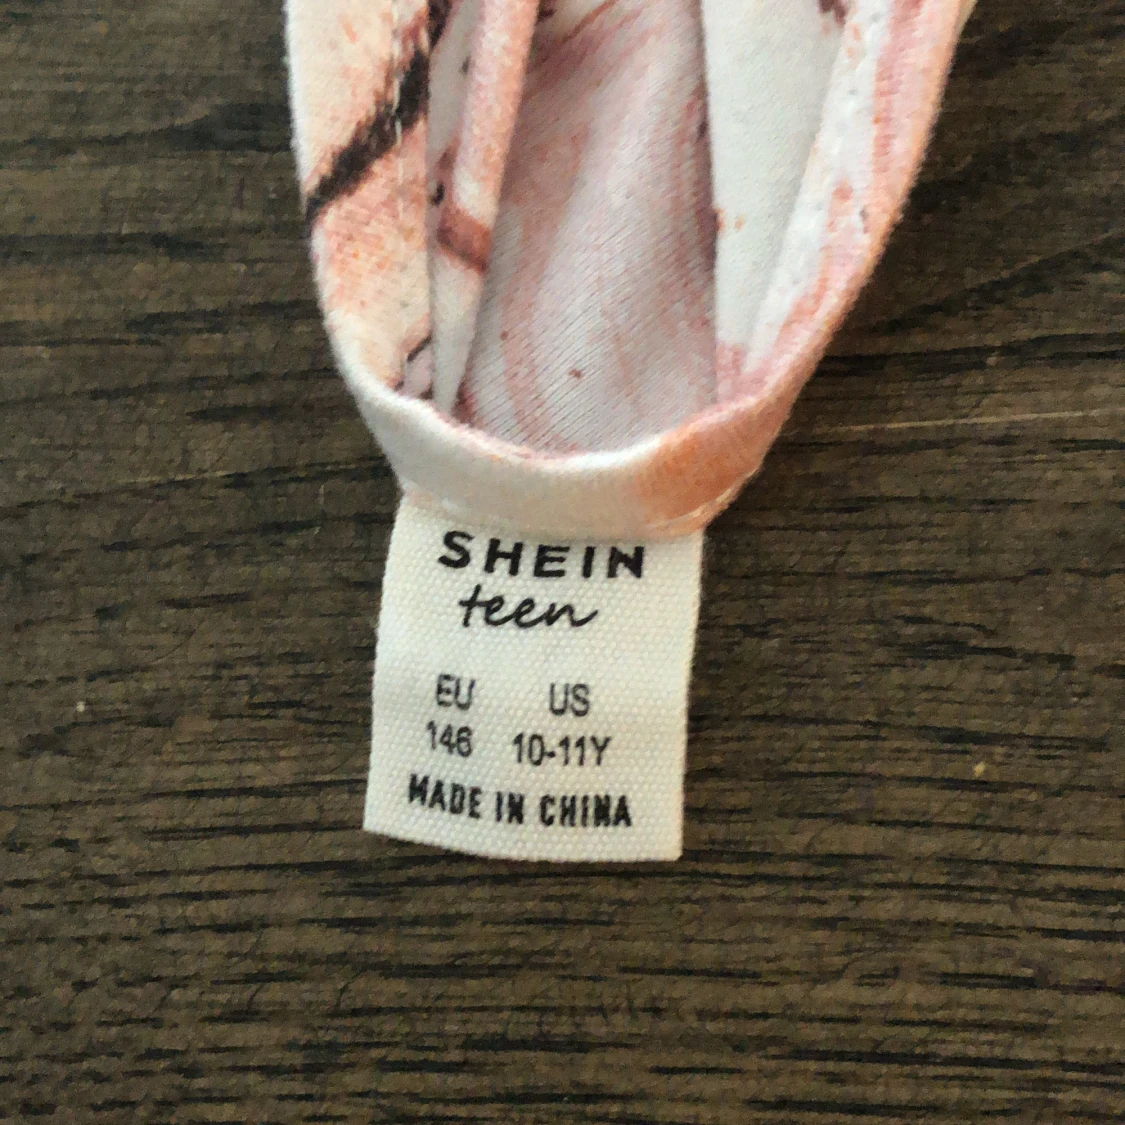 SHEIN
teen
EU US
146 10-11Y
MADE IN CHINA